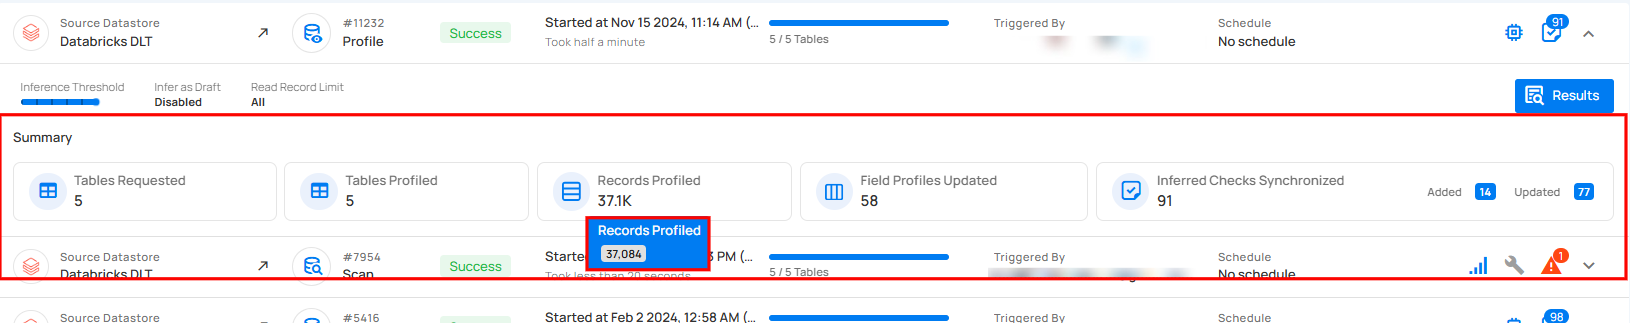 Source Datastore
Databricks DLT
#11232
Profile
Success
Started at Nov 15 2024, 11:14 AM (...
Took half a minute
5 / 5 Tables
Triggered By
Schedule
No schedule
91
Inference Threshold
Infer as Draft
Disabled
Read Record Limit
All
Results
Summary
Tables Requested
5
Tables Profiled
5
Records Profiled
37.1K
Field Profiles Updated
58
Inferred Checks Synchronized
91
Added 14 Updated 77
Records Profiled
37,084
Source Datastore
Databricks DLT
#7954
Scan
Success
PM (...
Took less than 20 seconds
5 / 5 Tables
Triggered By
Schedule
No schedule
1
Source Datastore
#5416
Success
Started at Feb 2 2024, 12:58 AM (...
Triggered By
Schedule
98